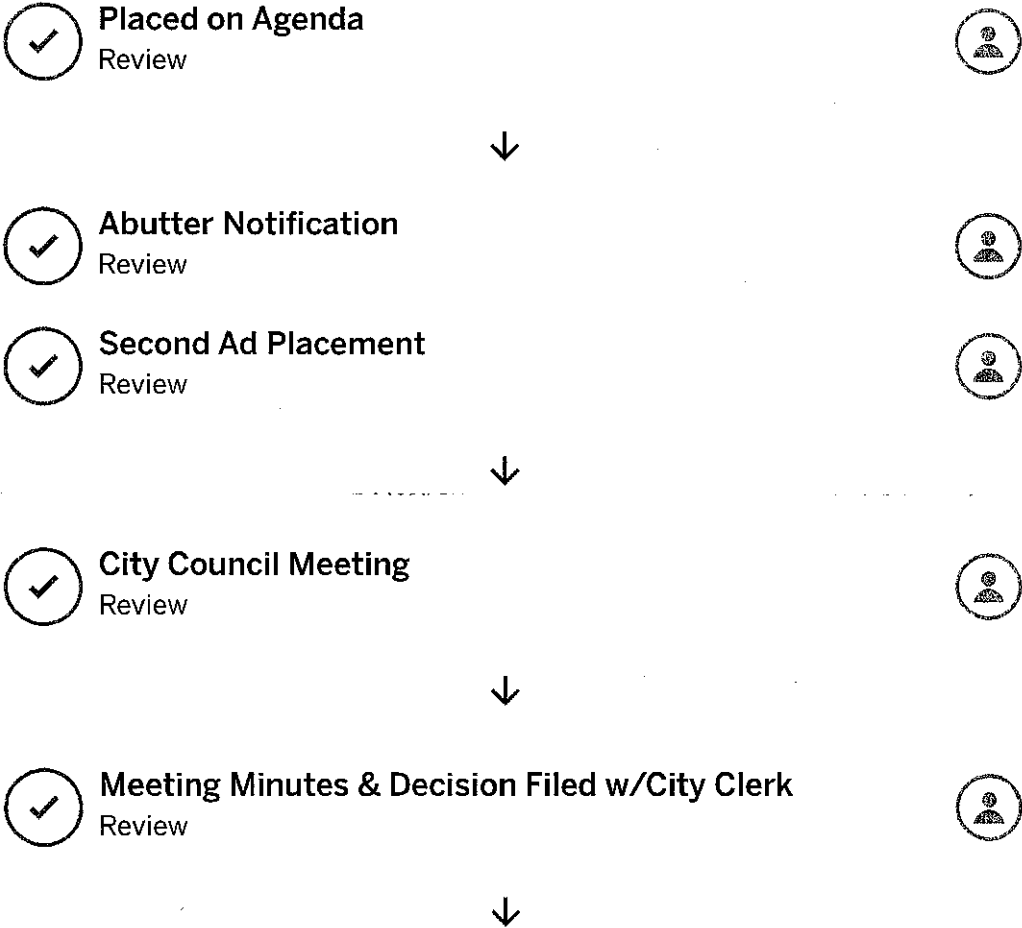 Placed on Agenda
Review
Abutter Notification
Review
Second Ad Placement
Review
City Council Meeting
Review
Meeting Minutes & Decision Filed w/City Clerk
Review